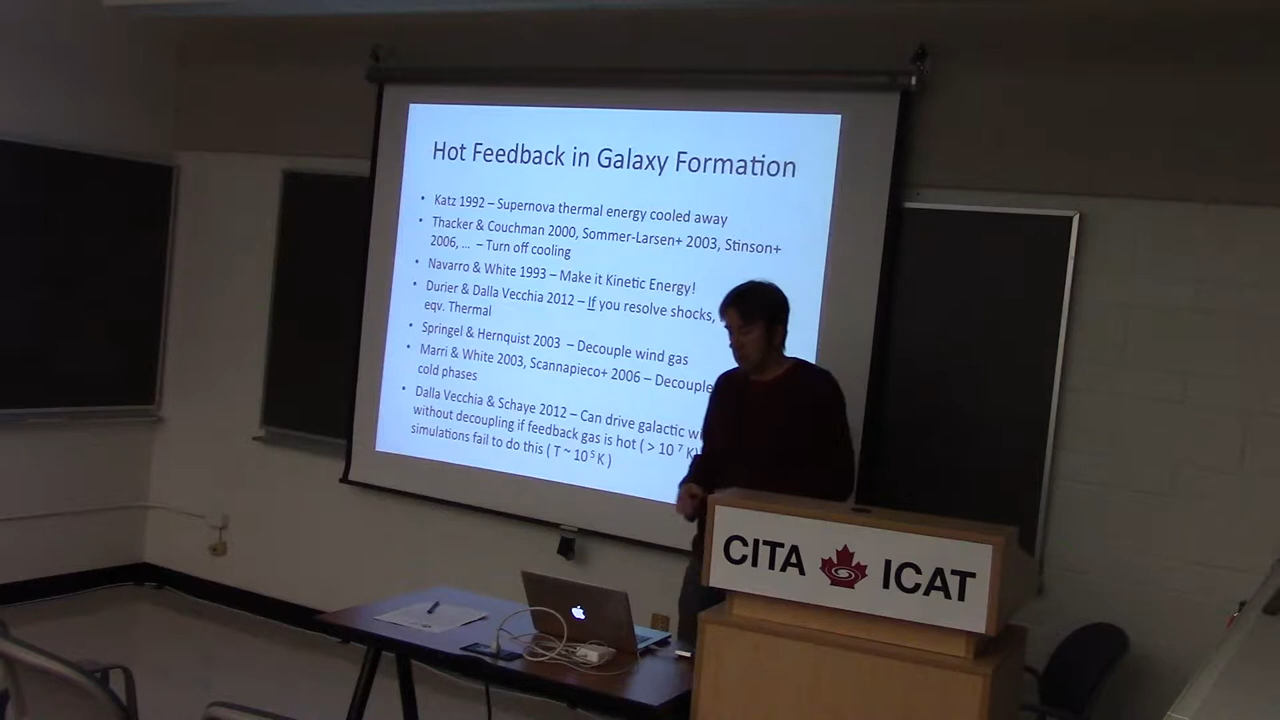 Hot Feedback in Galaxy Formation
• Katz 1992 – Supernova thermal energy cooled away
• Thacker & Couchman 2000, Sommer-Larsen+ 2003, Stinson+
2006, ... – Turn off cooling
• Navarro & White 1993 – Make it Kinetic Energy!
• Durier & Dalla Vecchia 2012 – If you resolve shocks,
eqv. Thermal
• Springel & Hernquist 2003 – Decouple wind gas
• Marri & White 2003, Scannapieco+ 2006 – Decouple
cold phases
• Dalla Vecchia & Schaye 2012 – Can drive galactic
without decoupling if feedback gas is hot ( > 10⁷ K)
simulations fail to do this ( T ~ 10⁵ K )
CITA ICAT